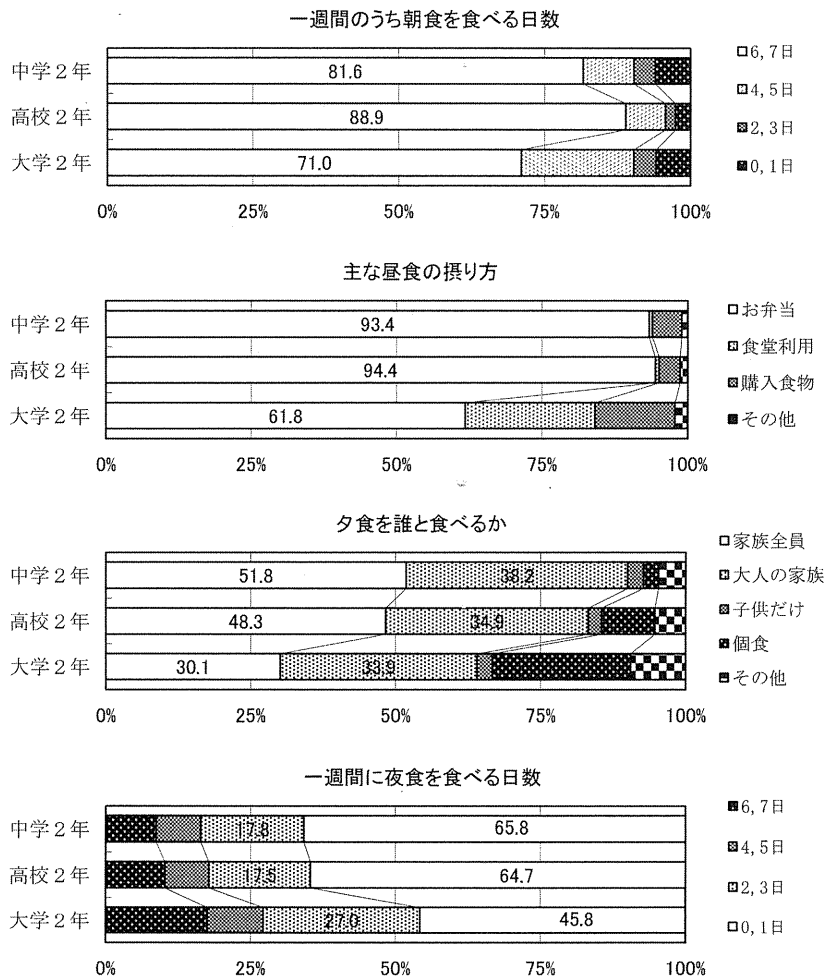 一週間のうち朝食を食べる日数
中学2年 81.6
高校2年 88.9
大学2年 71.0
0% 25% 50% 75% 100%
□6,7日
4,5日
2,3日
0,1日
主な昼食の摂り方
中学2年 93.4
高校2年 94.4
大学2年 61.8
0% 25% 50% 75% 100%
お弁当
食堂利用
購入食物
その他
夕食を誰と食べるか
中学2年 51.8 38.2
高校2年 48.3 34.9
大学2年 30.1 33.9
0% 25% 50% 75% 100%
家族全員
大人の家族
子供だけ
個食
その他
一週間に夜食を食べる日数
中学2年 17.8 65.8
高校2年 17.5 64.7
大学2年 27.0 45.8
0% 25% 50% 75% 100%
6,7日
4,5日
2,3日
0,1日